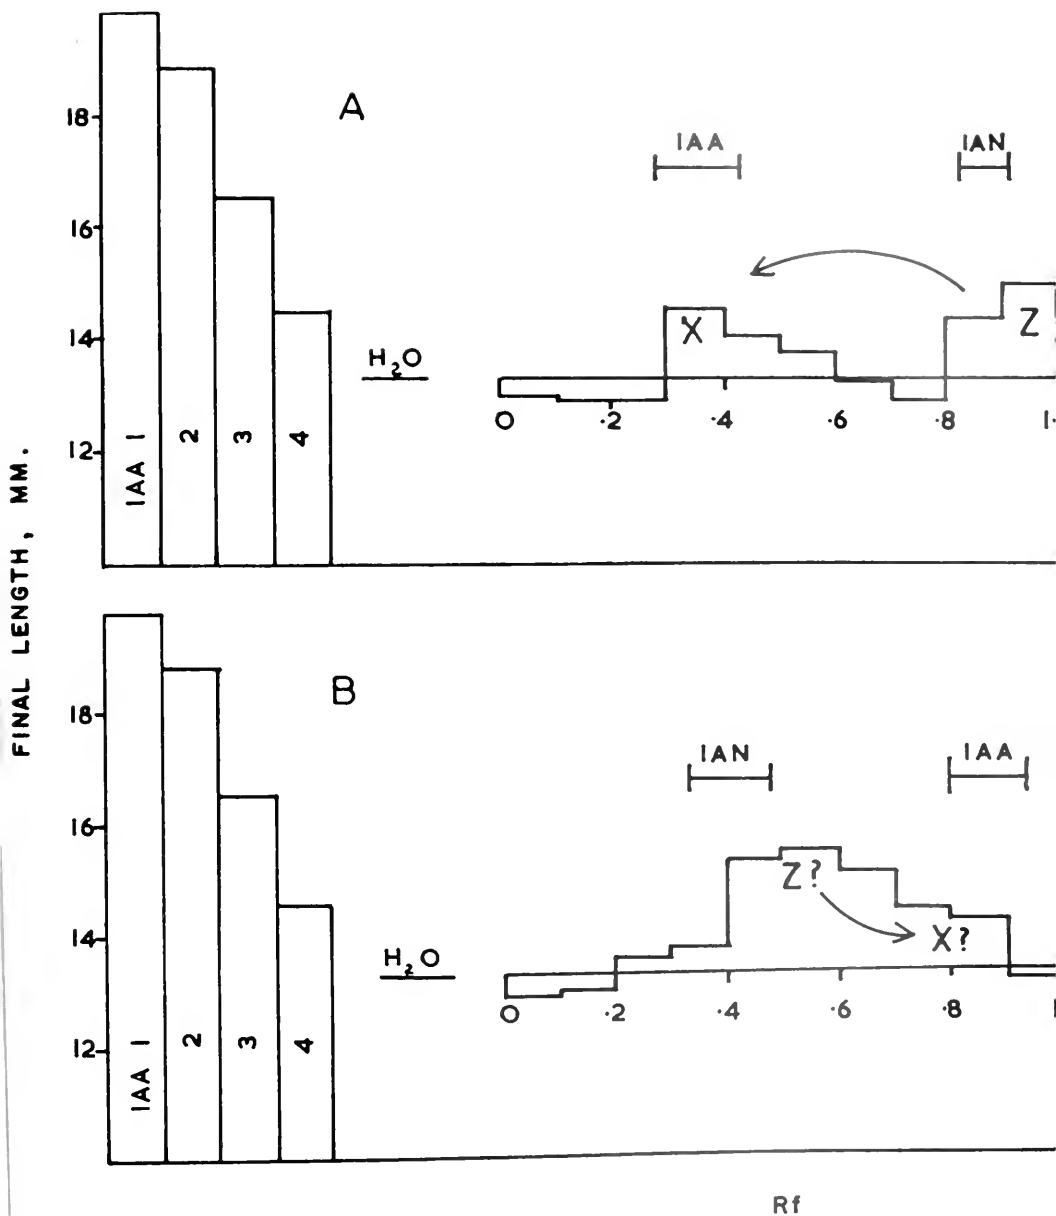 FINAL LENGTH, MM.
A
18
16
14
12
IAA 1
2
3
4
H₂O
IAA
IAN
X
Z
0 .2 .4 .6 .8 1.
B
18
16
14
12
IAA 1
2
3
4
H₂O
IAN
IAA
Z?
X?
0 .2 .4 .6 .8 1
Rf